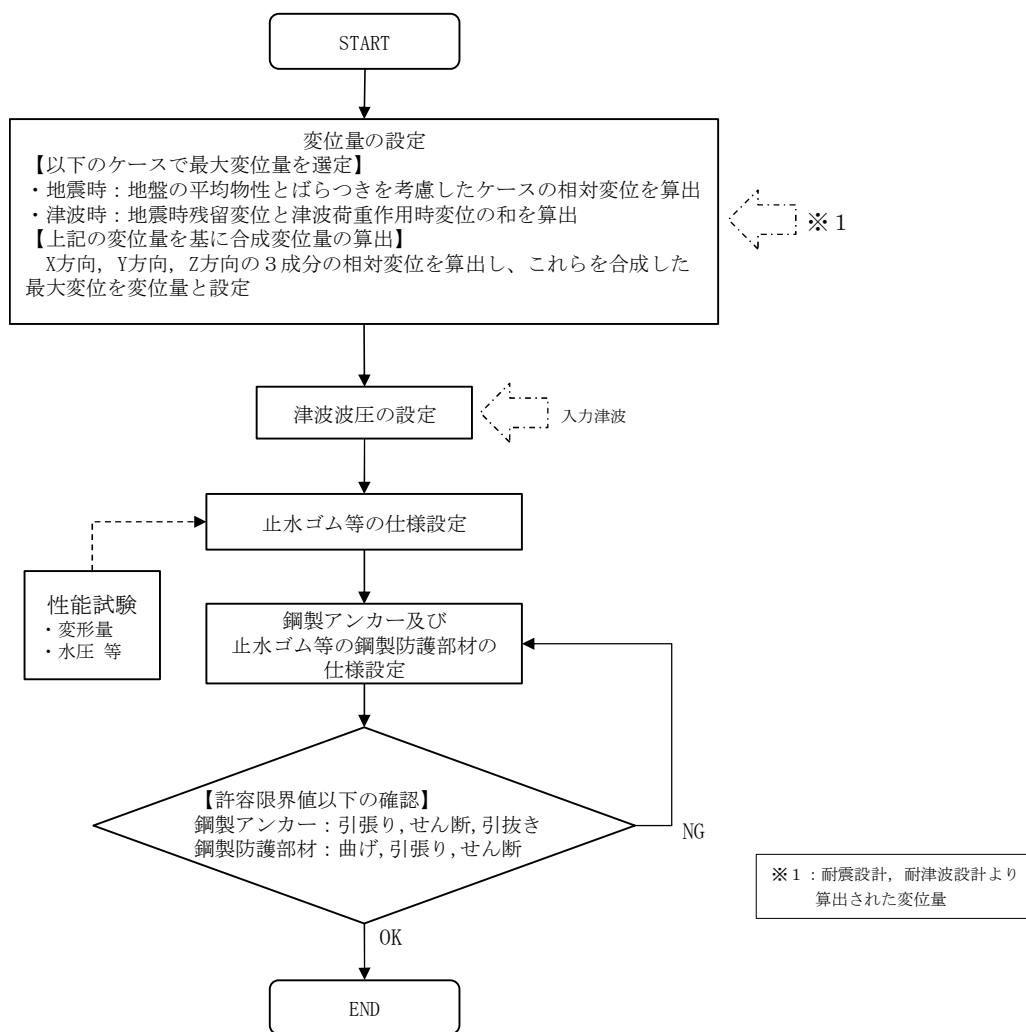 START
変位量の設定
【以下のケースで最大変位量を選定】
・地震時：地盤の平均物性とばらつきを考慮したケースの相対変位を算出
・津波時：地震時残留変位と津波荷重作用時変位の和を算出
【上記の変位量を基に合成変位量の算出】
X方向，Y方向，Z方向の３成分の相対変位を算出し、これらを合成した
最大変位を変位量と設定
※１
津波波圧の設定
入力津波
止水ゴム等の仕様設定
性能試験
・変形量
・水圧 等
鋼製アンカー及び
止水ゴム等の鋼製防護部材の
仕様設定
【許容限界値以下の確認】
鋼製アンカー：引張り,せん断,引抜き
鋼製防護部材：曲げ,引張り,せん断
NG
OK
※１：耐震設計，耐津波設計より
算出された変位量
END